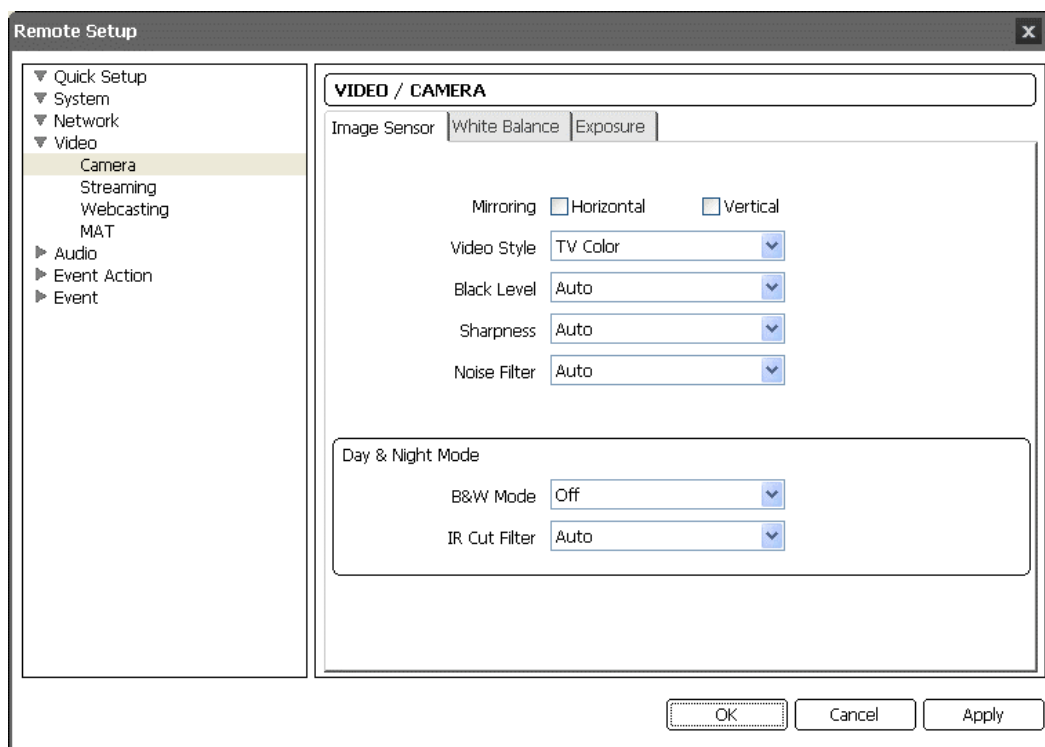 Remote Setup
Quick Setup
System
Network
Video
Camera
Streaming
Webcasting
MAT
Audio
Event Action
Event
VIDEO / CAMERA
Image Sensor White Balance Exposure
Mirroring Horizontal Vertical
Video Style TV Color
Black Level Auto
Sharpness Auto
Noise Filter Auto
Day & Night Mode
B&W Mode Off
IR Cut Filter Auto
OK Cancel Apply